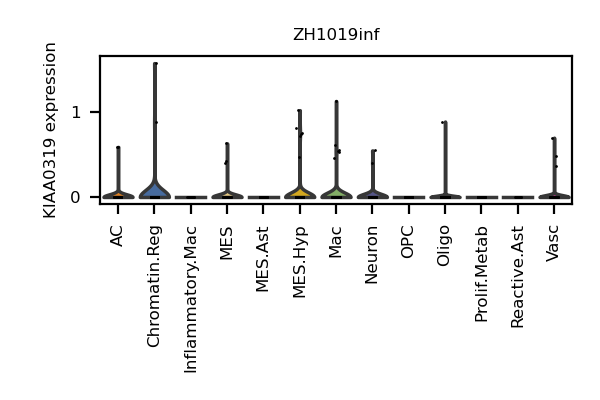 ZH1019inf
KIAA0319 expression
1
0
AC
Chromatin.Reg
Inflammatory.Mac
MES
MES.Ast
MES.Hyp
Mac
Neuron
OPC
Oligo
Prolif.Metab
Reactive.Ast
Vasc